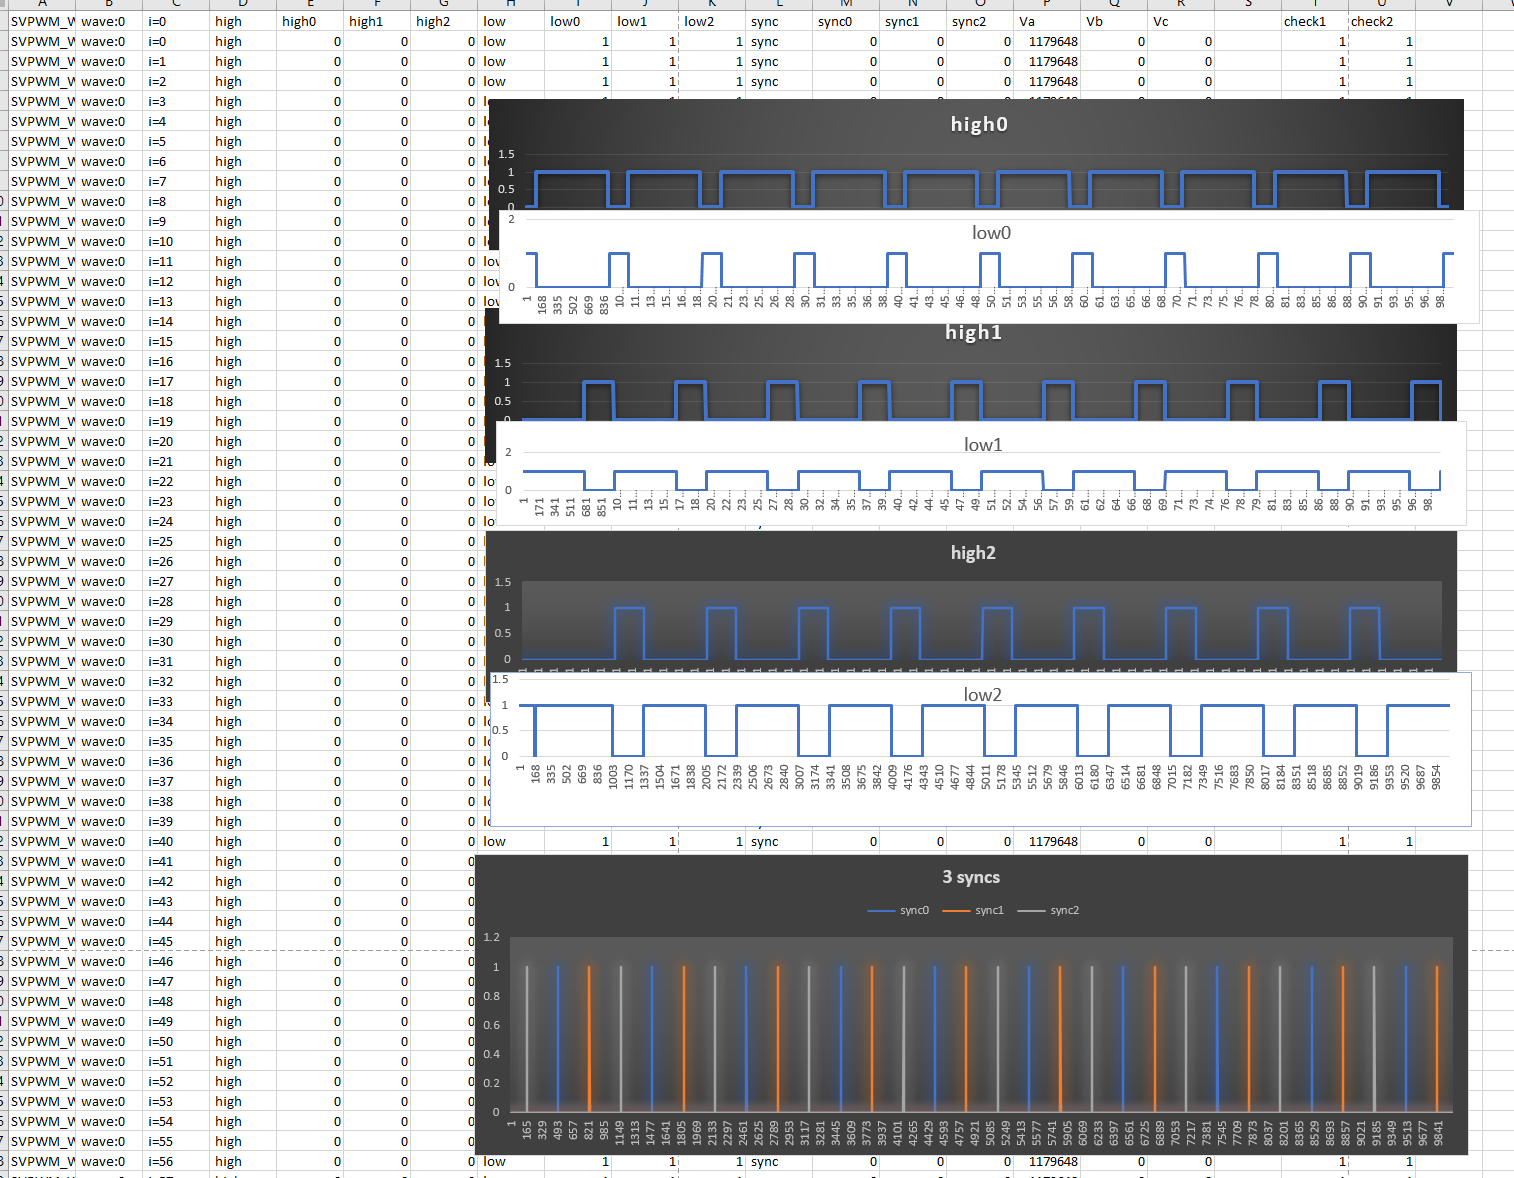 A B C D E F G H I J K L M N O P Q R S T U V
SVPWM_W wave:0 i=0 high high0 high1 high2 low low0 low1 low2 sync sync0 sync1 sync2 Va Vb Vc check1 check2
SVPWM_W wave:0 i=0 high 0 0 0 low 1 1 1 sync 0 0 0 1179648 0 0 1 1
SVPWM_W wave:0 i=1 high 0 0 0 low 1 1 1 sync 0 0 0 1179648 0 0 1 1
SVPWM_W wave:0 i=2 high 0 0 0 low 1 1 1 sync 0 0 0 1179648 0 0 1 1
SVPWM_W wave:0 i=3 high 0 0 0
SVPWM_W wave:0 i=4 high 0 0 0
SVPWM_W wave:0 i=5 high 0 0 0
SVPWM_W wave:0 i=6 high 0 0 0
SVPWM_W wave:0 i=7 high 0 0 0
SVPWM_W wave:0 i=8 high 0 0 0
SVPWM_W wave:0 i=9 high 0 0 0
SVPWM_W wave:0 i=10 high 0 0 0
SVPWM_W wave:0 i=11 high 0 0 0
SVPWM_W wave:0 i=12 high 0 0 0
SVPWM_W wave:0 i=13 high 0 0 0
SVPWM_W wave:0 i=14 high 0 0 0
SVPWM_W wave:0 i=15 high 0 0 0
SVPWM_W wave:0 i=16 high 0 0 0
SVPWM_W wave:0 i=17 high 0 0 0
SVPWM_W wave:0 i=18 high 0 0 0
SVPWM_W wave:0 i=19 high 0 0 0
SVPWM_W wave:0 i=20 high 0 0 0
SVPWM_W wave:0 i=21 high 0 0 0
SVPWM_W wave:0 i=22 high 0 0 0
SVPWM_W wave:0 i=23 high 0 0 0
SVPWM_W wave:0 i=24 high 0 0 0
SVPWM_W wave:0 i=25 high 0 0 0
SVPWM_W wave:0 i=26 high 0 0 0
SVPWM_W wave:0 i=27 high 0 0 0
SVPWM_W wave:0 i=28 high 0 0 0
SVPWM_W wave:0 i=29 high 0 0 0
SVPWM_W wave:0 i=30 high 0 0 0
SVPWM_W wave:0 i=31 high 0 0 0
SVPWM_W wave:0 i=32 high 0 0 0
SVPWM_W wave:0 i=33 high 0 0 0
SVPWM_W wave:0 i=34 high 0 0 0
SVPWM_W wave:0 i=35 high 0 0 0
SVPWM_W wave:0 i=36 high 0 0 0
SVPWM_W wave:0 i=37 high 0 0 0
SVPWM_W wave:0 i=38 high 0 0 0
SVPWM_W wave:0 i=39 high 0 0 0
SVPWM_W wave:0 i=40 high 0 0 0 low 1 1 1 sync 0 0 0 1179648 0 0 1 1
SVPWM_W wave:0 i=41 high 0 0 0
SVPWM_W wave:0 i=42 high 0 0 0
SVPWM_W wave:0 i=43 high 0 0 0
SVPWM_W wave:0 i=44 high 0 0 0
SVPWM_W wave:0 i=45 high 0 0 0
SVPWM_W wave:0 i=46 high 0 0 0
SVPWM_W wave:0 i=47 high 0 0 0
SVPWM_W wave:0 i=48 high 0 0 0
SVPWM_W wave:0 i=49 high 0 0 0
SVPWM_W wave:0 i=50 high 0 0 0
SVPWM_W wave:0 i=51 high 0 0 0
SVPWM_W wave:0 i=52 high 0 0 0
SVPWM_W wave:0 i=53 high 0 0 0
SVPWM_W wave:0 i=54 high 0 0 0
SVPWM_W wave:0 i=55 high 0 0 0
SVPWM_W wave:0 i=56 high 0 0 0 low 1 1 1 sync 0 0 0 1179648 0 0 1 1
high0
1.5
1
0.5
0
low0
2
0
1 168 335 502 669 836 10... 11... 13... 15... 16... 18... 20... 21... 23... 25... 26... 28... 30... 31... 33... 35... 36... 38... 40... 41... 43... 45... 46... 48... 50... 51... 53... 55... 56... 58... 60... 61... 63... 65... 66... 68... 70... 71... 73... 75... 76... 78... 80... 81... 83... 85... 86... 88... 90... 91... 93... 95... 96... 98...
high1
1.5
1
0.5
0
low1
2
0
1 171 341 511 681 851 10... 11... 13... 15... 17... 18... 20... 22... 23... 25... 27... 28... 30... 32... 34... 35... 37... 39... 40... 42... 44... 45... 47... 49... 51... 52... 54... 56... 57... 59... 61... 62... 64... 66... 68... 69... 71... 73... 74... 76... 78... 79... 81... 83... 85... 86... 88... 90... 91... 93... 95... 96... 98...
high2
1.5
1
0.5
0
low2
1.5
1
0.5
0
1 168 335 502 669 836 1003 1170 1337 1504 1671 1838 2005 2172 2339 2506 2673 2840 3007 3174 3341 3508 3675 3842 4009 4176 4343 4510 4677 4844 5011 5178 5345 5512 5679 5846 6013 6180 6347 6514 6681 6848 7015 7182 7349 7516 7683 7850 8017 8184 8351 8518 8685 8852 9019 9186 9353 9520 9687 9854
3 syncs
sync0 sync1 sync2
1.2
1
0.8
0.6
0.4
0.2
0
1 165 329 493 657 821 985 1149 1313 1477 1641 1805 1969 2133 2297 2461 2625 2789 2953 3117 3281 3445 3609 3773 3937 4101 4265 4429 4593 4757 4921 5085 5249 5413 5577 5741 5905 6069 6233 6397 6561 6725 6889 7053 7217 7381 7545 7709 7873 8037 8201 8365 8529 8693 8857 9021 9185 9349 9513 9677 9841